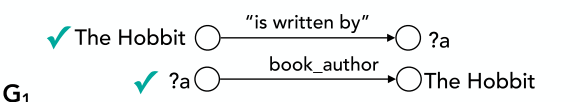 "is written by"
✓ The Hobbit ?a
book_author
✓ ?a The Hobbit
G₁